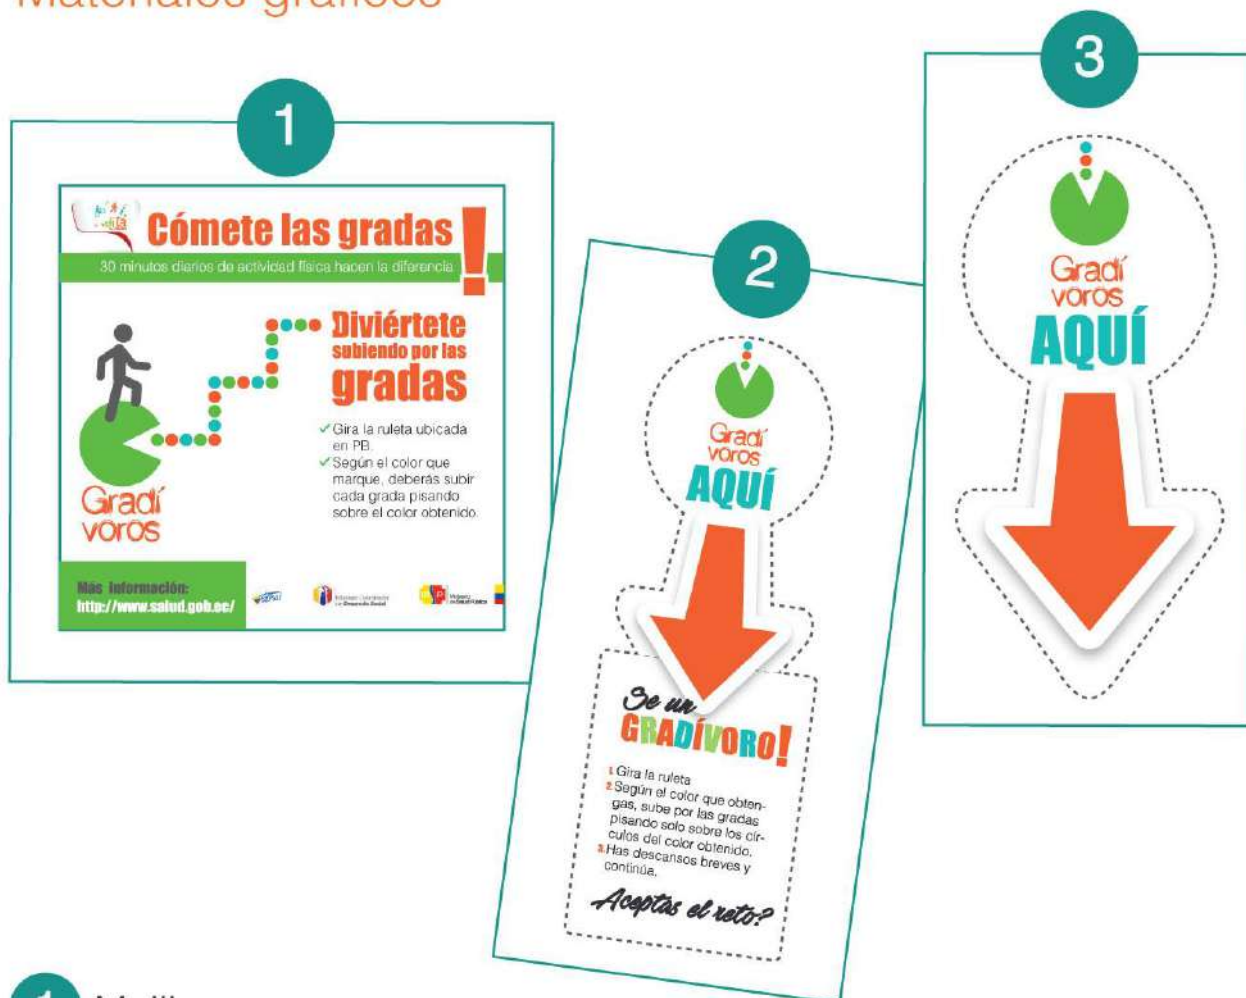 Materiales gráficos
1
Cómete las gradas!
30 minutos diarios de actividad física hacen la diferencia
Diviértete
subiendo por las
gradas
✓ Gira la ruleta ubicada
en PB.
✓ Según el color que
marque, deberás subir
cada grada pisando
sobre el color obtenido.
Gradí
voros
Más información:
http://www.salud.gob.ec/
2
Gradí
voros
AQUÍ
Se un
GRADÍVORO!
1. Gira la ruleta
2. Según el color que obten-
gas, sube por las gradas
pisando solo sobre los cír-
culos del color obtenido.
3. Has descansos breves y
continúa.
Aceptas el reto?
3
Gradí
voros
AQUÍ
1